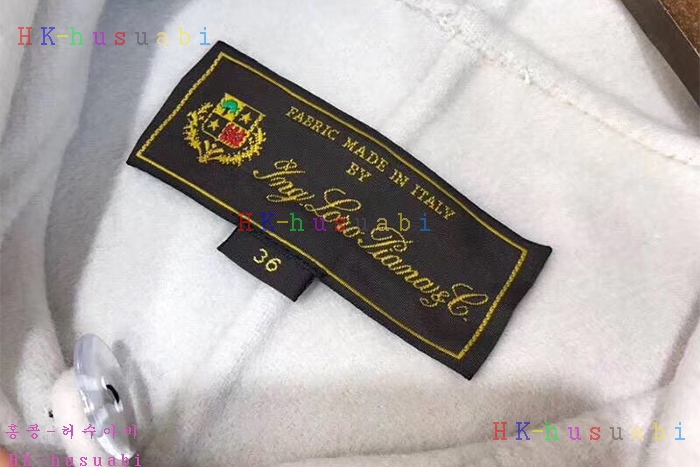 HK-husuabi
FABRIC MADE IN ITALY
BY
Ing. Loro Piana & C.
HK-husuabi
36
홍콩-허수아비
HK-husuabi
HK-husuabi